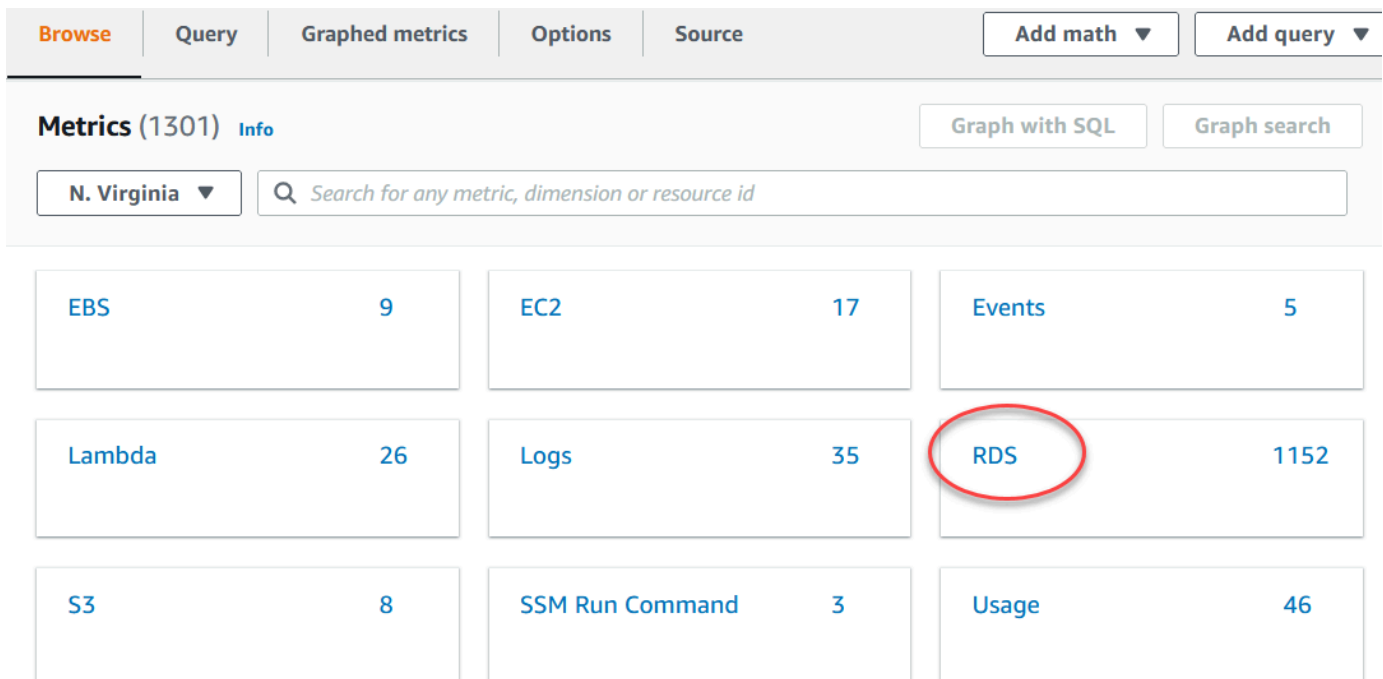 Browse Query Graphed metrics Options Source Add math Add query
Metrics (1301) Info Graph with SQL Graph search
N. Virginia Search for any metric, dimension or resource id
EBS 9 EC2 17 Events 5
Lambda 26 Logs 35 RDS 1152
S3 8 SSM Run Command 3 Usage 46